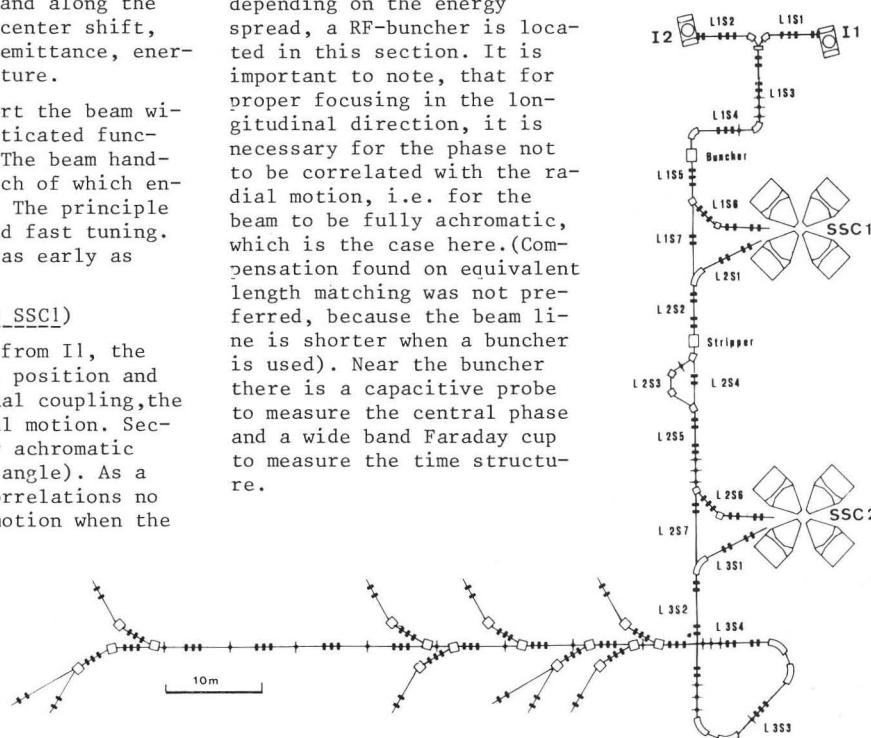 and along the
center shift,
emittance, ener-
ture.
rt the beam wi-
ticated func-
The beam hand-
ch of which en-
The principle
d fast tuning.
as early as
SSC1)
from I1, the
position and
al coupling,the
l motion. Sec-
achromatic
angle). As a
orrelations no
otion when the
depending on the energy
spread, a RF-buncher is loca-
ted in this section. It is
important to note, that for
proper focusing in the lon-
gitudinal direction, it is
necessary for the phase not
to be correlated with the ra-
dial motion, i.e. for the
beam to be fully achromatic,
which is the case here.(Com-
pensation found on equivalent
length matching was not pre-
ferred, because the beam li-
ne is shorter when a buncher
is used). Near the buncher
there is a capacitive probe
to measure the central phase
and a wide band Faraday cup
to measure the time structu-
re.
I2 L1S2 L1S1 I1
L1S3
L1S4
Buncher
L1S5
L1S6
SSC1
L1S7
L2S1
L2S2
Stripper
L2S3 L2S4
L2S5
L2S6
SSC2
L2S7
L3S1
L3S2
L3S4
10m
L3S3